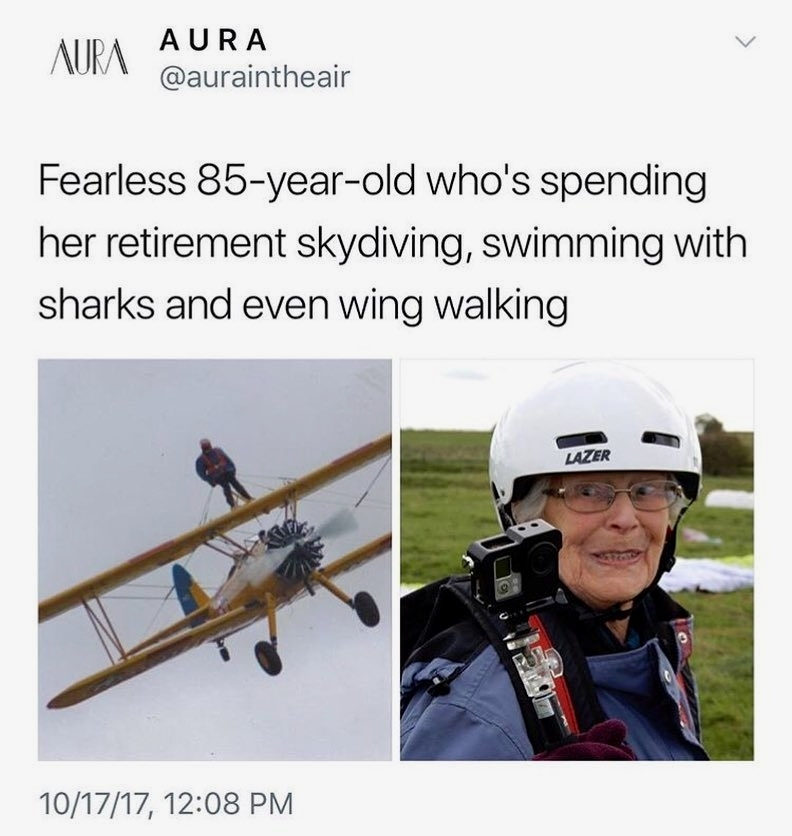 AURA
AURA
@auraintheair
Fearless 85-year-old who's spending
her retirement skydiving, swimming with
sharks and even wing walking
LAZER
10/17/17, 12:08 PM